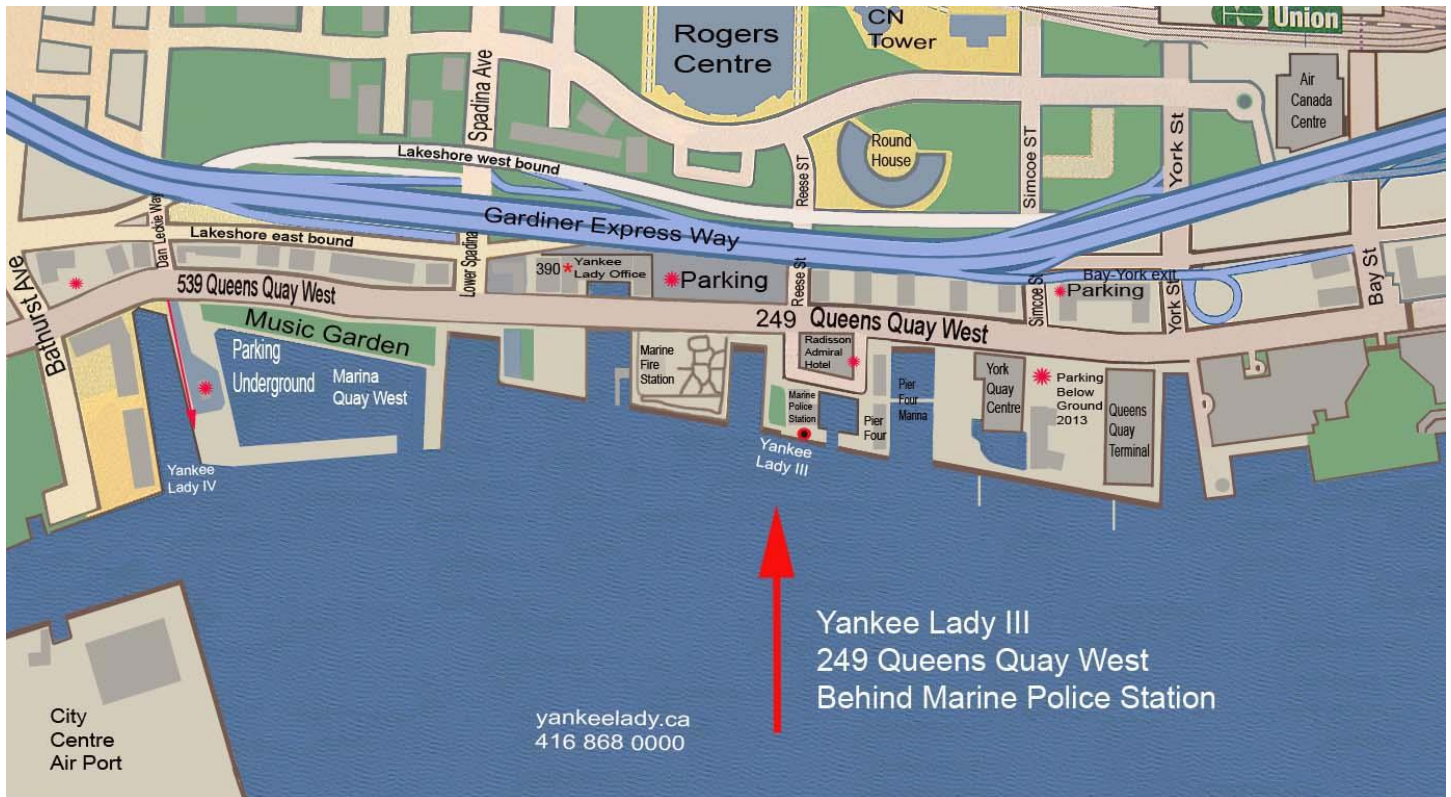 Union
CN
Tower
Rogers
Centre
Air
Canada
Centre
Spadina Ave
Simcoe ST
York St
Round
House
Lakeshore west bound
Reese ST
Gardiner Express Way
Dan Leckie Way
Lakeshore east bound
Lower Spadina
Bathurst Ave
390
Yankee
Lady Office
Parking
Reese St
Simcoe St
Bay-York exit
Parking
York St
Bay St
539 Queens Quay West
249 Queens Quay West
Music Garden
Parking
Underground
Marina
Quay West
Marine
Fire
Station
Radisson
Admiral
Hotel
Marine
Police
Station
Pier
Four
Pier
Four
Marina
York
Quay
Centre
Parking
Below
Ground
2013
Queens
Quay
Terminal
Yankee
Lady IV
Yankee
Lady III
Yankee Lady III
249 Queens Quay West
Behind Marine Police Station
yankeelady.ca
416 868 0000
City
Centre
Air Port